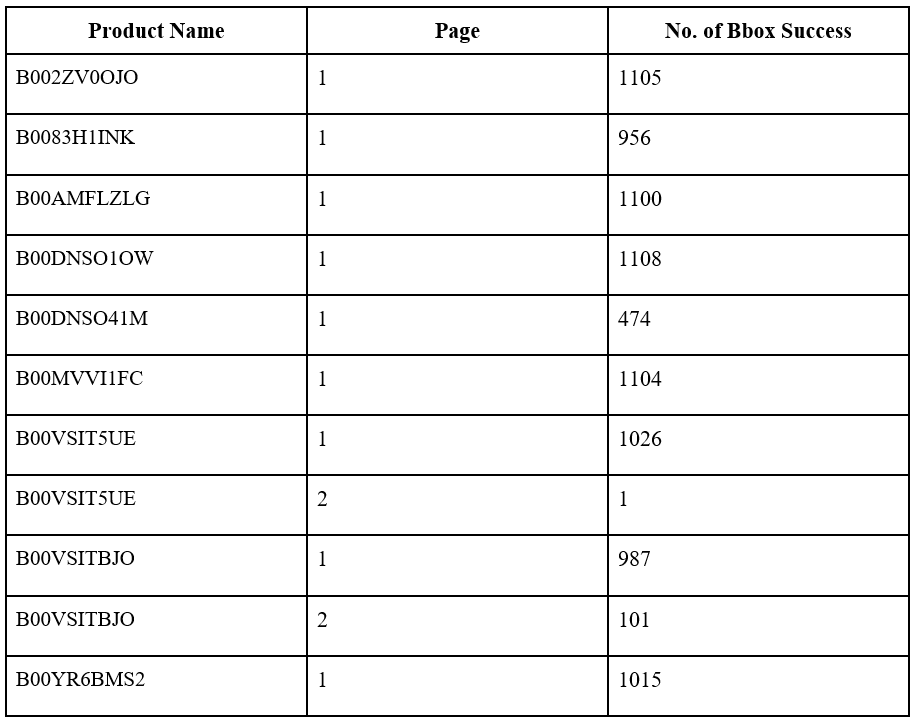 Product Name Page No. of Bbox Success
B002ZV0OJO 1 1105
B0083H1INK 1 956
B00AMFLZLG 1 1100
B00DNSO1OW 1 1108
B00DNSO41M 1 474
B00MVVI1FC 1 1104
B00VSIT5UE 1 1026
B00VSIT5UE 2 1
B00VSITBJO 1 987
B00VSITBJO 2 101
B00YR6BMS2 1 1015